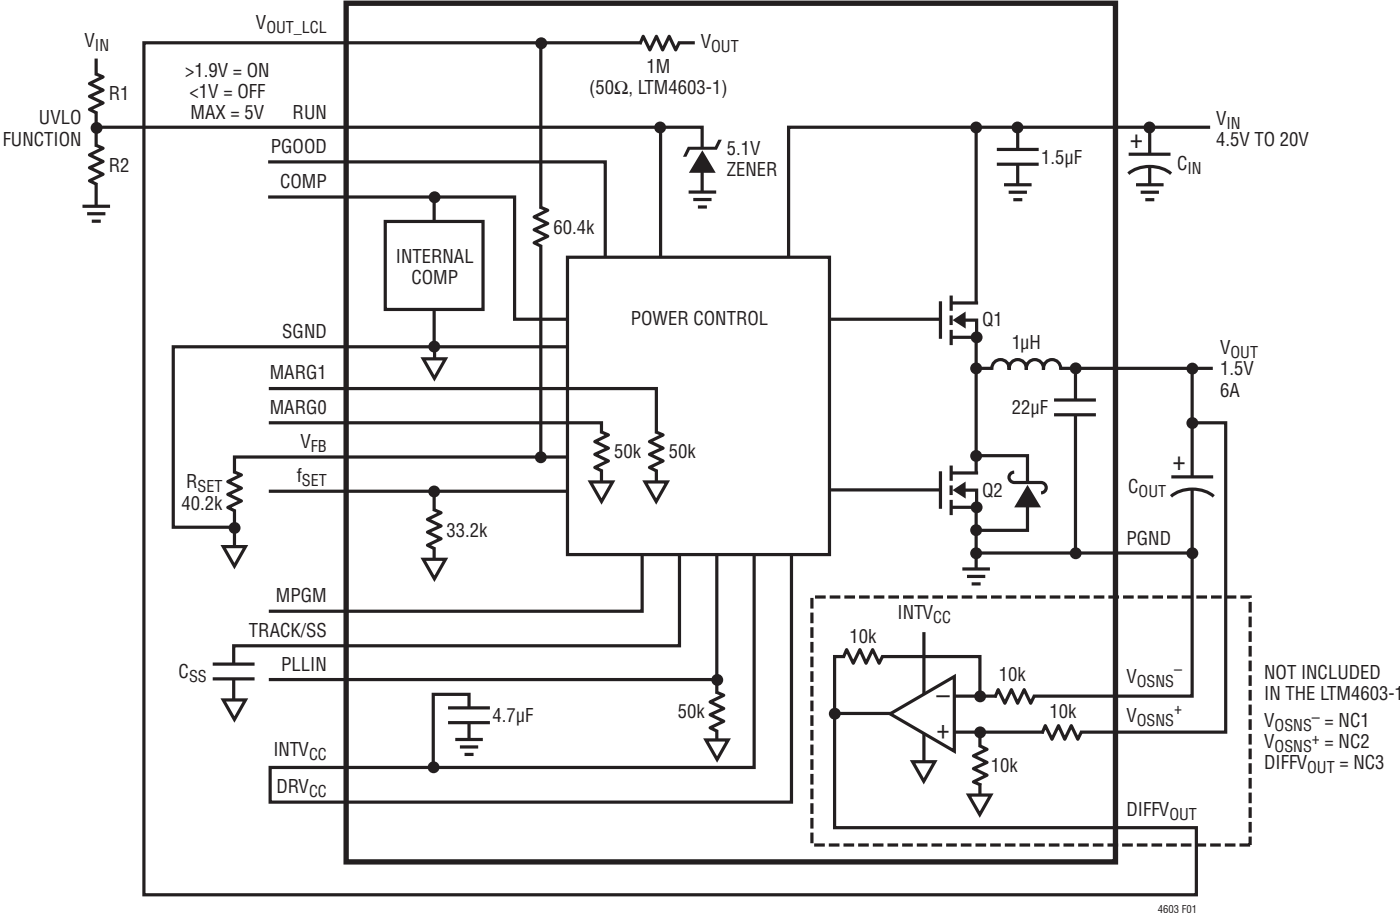 VOUT_LCL
VIN
R1
UVLO
FUNCTION
R2
>1.9V = ON
<1V = OFF
MAX = 5V
RUN
PGOOD
COMP
INTERNAL
COMP
SGND
MARG1
MARG0
VFB
fSET
RSET
40.2k
33.2k
MPGM
TRACK/SS
CSS
PLLIN
4.7µF
INTVCC
DRVCC
VOUT
1M
(50Ω, LTM4603-1)
5.1V
ZENER
60.4k
POWER CONTROL
50k
50k
50k
1.5µF
VIN
4.5V TO 20V
+
CIN
Q1
1µH
VOUT
1.5V
6A
22µF
Q2
+
COUT
PGND
INTVCC
10k
10k
VOSNS–
–
10k
VOSNS+
+
10k
DIFFVOUT
NOT INCLUDED
IN THE LTM4603-1
VOSNS– = NC1
VOSNS+ = NC2
DIFFVOUT = NC3
4603 F01